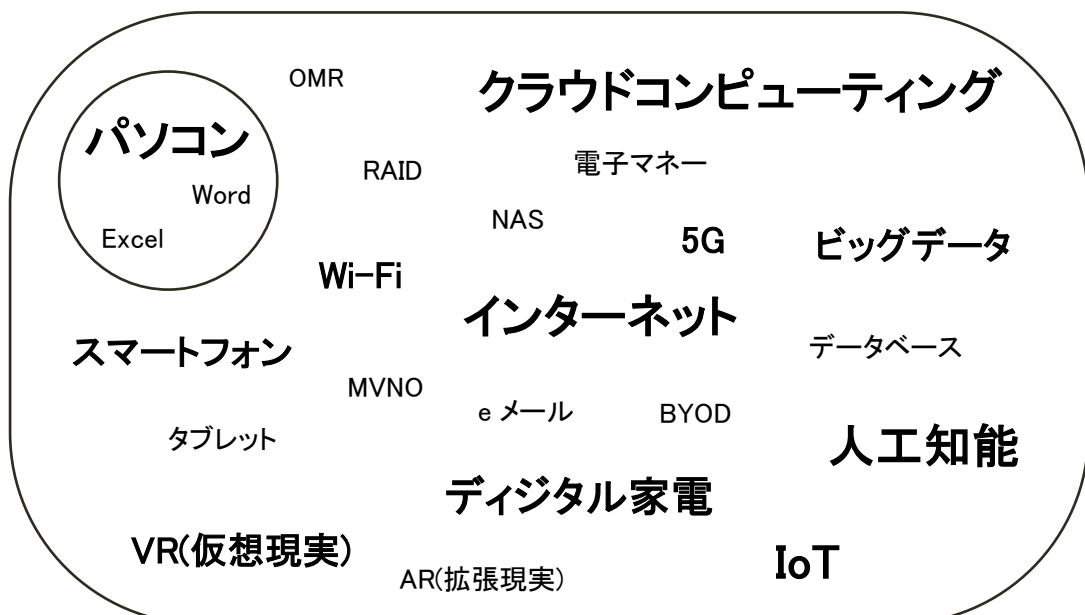 OMR
クラウドコンピューティング
パソコン
Word
Excel
RAID
電子マネー
NAS
5G
ビッグデータ
Wi-Fi
インターネット
スマートフォン
データベース
MVNO
e メール
BYOD
タブレット
人工知能
ディジタル家電
VR(仮想現実)
AR(拡張現実)
IoT